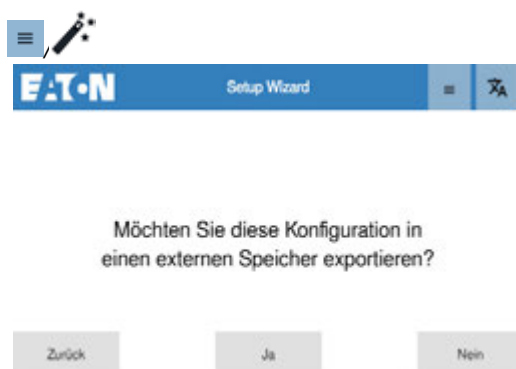 EATON
Setup Wizard
Möchten Sie diese Konfiguration in
einen externen Speicher exportieren?
Zurück
Ja
Nein